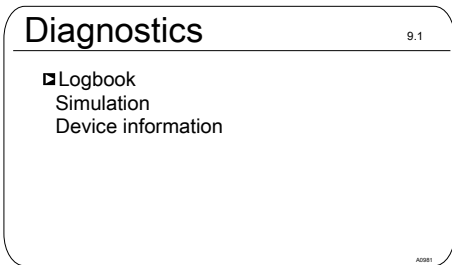 Diagnostics 9.1
Logbook
Simulation
Device information
A0981